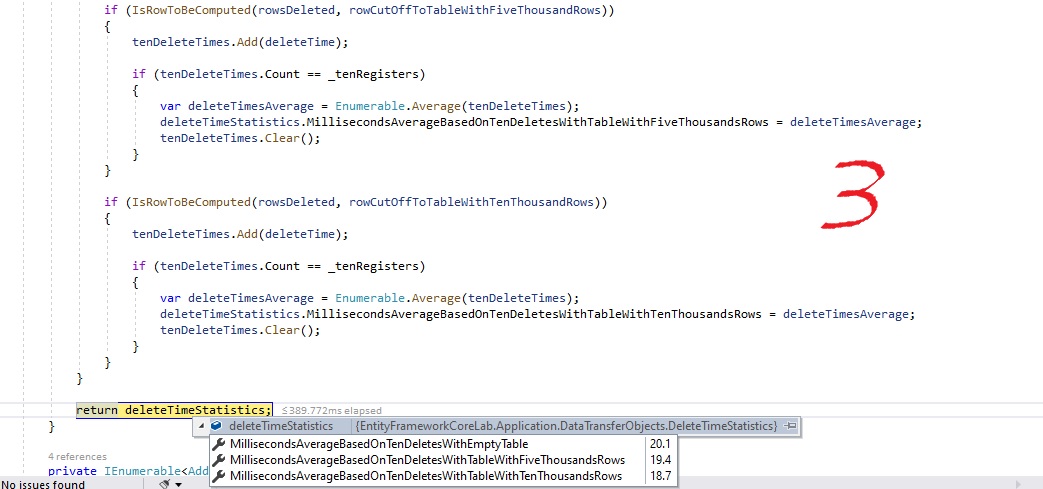 if (IsRowToBeComputed(rowsDeleted, rowCutOffToTableWithFiveThousandRows))
{
tenDeleteTimes.Add(deleteTime);
if (tenDeleteTimes.Count == _tenRegisters)
{
var deleteTimesAverage = Enumerable.Average(tenDeleteTimes);
deleteTimeStatistics.MillisecondsAverageBasedOnTenDeletesWithTableWithFiveThousandsRows = deleteTimesAverage;
tenDeleteTimes.Clear();
}
}
3
if (IsRowToBeComputed(rowsDeleted, rowCutOffToTableWithTenThousandRows))
{
tenDeleteTimes.Add(deleteTime);
if (tenDeleteTimes.Count == _tenRegisters)
{
var deleteTimesAverage = Enumerable.Average(tenDeleteTimes);
deleteTimeStatistics.MillisecondsAverageBasedOnTenDeletesWithTableWithTenThousandsRows = deleteTimesAverage;
tenDeleteTimes.Clear();
}
}
}
return deleteTimeStatistics; ≤389.772ms elapsed
deleteTimeStatistics {EntityFrameworkCoreLab.Application.DataTransferObjects.DeleteTimeStatistics}
}
MillisecondsAverageBasedOnTenDeletesWithEmptyTable 20.1
4 references
MillisecondsAverageBasedOnTenDeletesWithTableWithFiveThousandsRows 19.4
private IEnumerable<Add
MillisecondsAverageBasedOnTenDeletesWithTableWithTenThousandsRows 18.7
No issues found